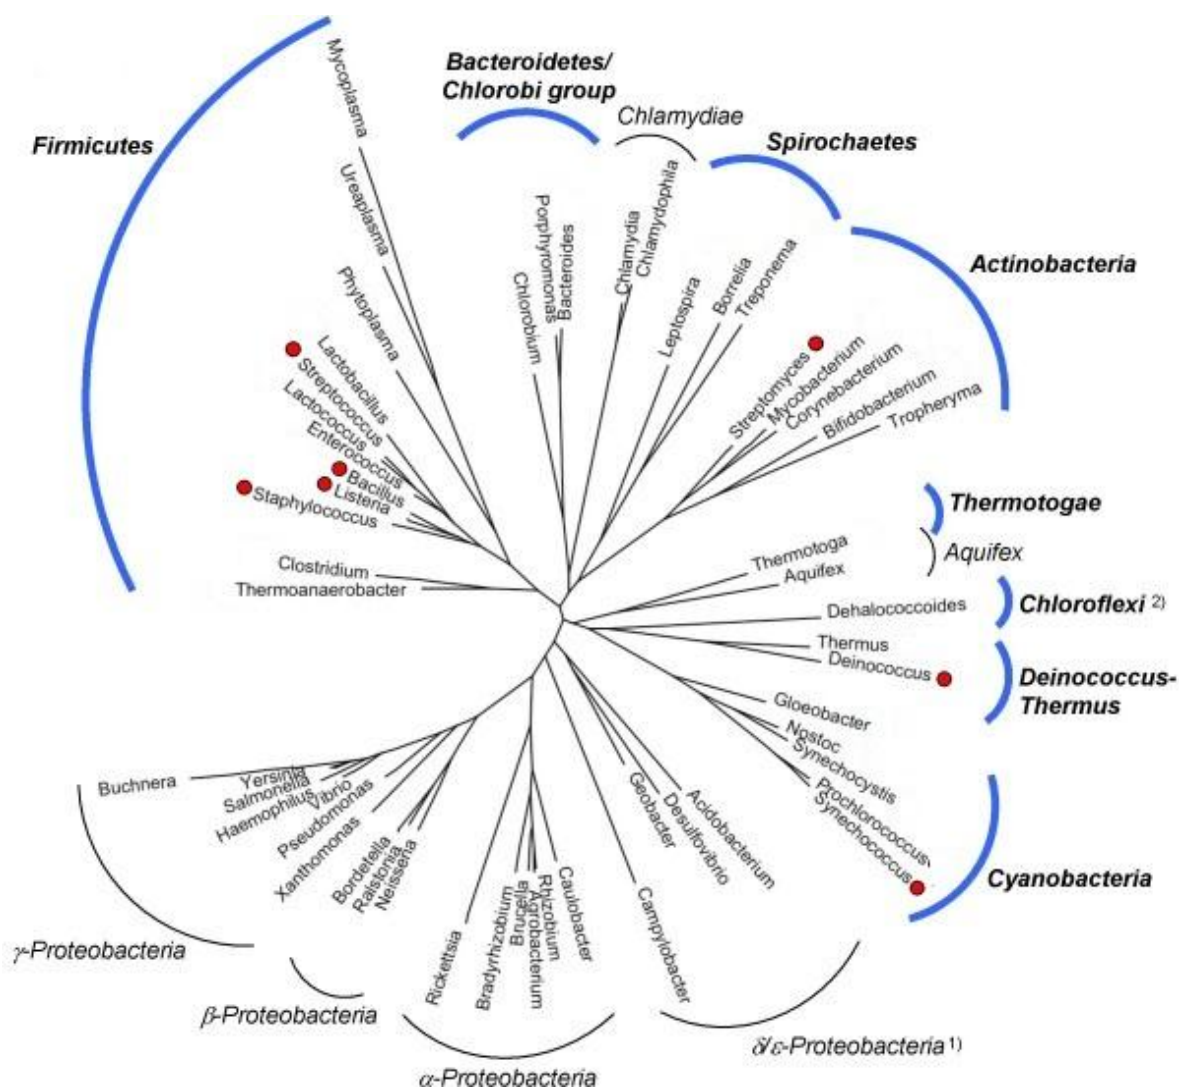 Bacteroidetes/
Chlorobi group
Chlamydiae
Spirochaetes
Firmicutes
Actinobacteria
Mycoplasma
Ureaplasma
Phytoplasma
Lactobacillus
Streptococcus
Lactococcus
Enterococcus
Bacillus
Listeria
Staphylococcus
Clostridium
Thermoanaerobacter
Chlorobium
Porphyromonas
Bacteroides
Chlamydia
Chlamydophila
Leptospira
Borrelia
Treponema
Streptomyces
Mycobacterium
Corynebacterium
Bifidobacterium
Tropheryma
Thermotogae
Thermotoga
Aquifex
Aquifex
Dehalococcoides
Chloroflexi 2)
Thermus
Deinococcus
Deinococcus-
Thermus
Gloeobacter
Nostoc
Synechocystis
Prochlorococcus
Synechococcus
Cyanobacteria
Acidobacterium
Desulfovibrio
Geobacter
Campylobacter
δ/ε-Proteobacteria 1)
Caulobacter
Rhizobium
Agrobacterium
Brucella
Bradyrhizobium
Rickettsia
α-Proteobacteria
Neisseria
Ralstonia
Bordetella
β-Proteobacteria
Xanthomonas
Pseudomonas
Vibrio
Haemophilus
Salmonella
Yersinia
Buchnera
γ-Proteobacteria